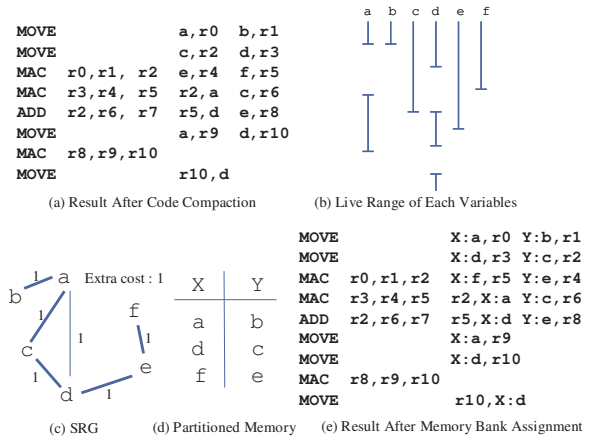 MOVE a,r0 b,r1
MOVE c,r2 d,r3
MAC r0,r1, r2 e,r4 f,r5
MAC r3,r4, r5 r2,a c,r6
ADD r2,r6, r7 r5,d e,r8
MOVE a,r9 d,r10
MAC r8,r9,r10
MOVE r10,d
(a) Result After Code Compaction
a b c d e f
(b) Live Range of Each Variables
1 a Extra cost : 1
b
f
1
1
1
c
e
1
1
d
(c) SRG
X Y
a b
d c
f e
(d) Partitioned Memory
MOVE X:a,r0 Y:b,r1
MOVE X:d,r3 Y:c,r2
MAC r0,r1,r2 X:f,r5 Y:e,r4
MAC r3,r4,r5 r2,X:a Y:c,r6
ADD r2,r6,r7 r5,X:d Y:e,r8
MOVE X:a,r9
MOVE X:d,r10
MAC r8,r9,r10
MOVE r10,X:d
(e) Result After Memory Bank Assignment